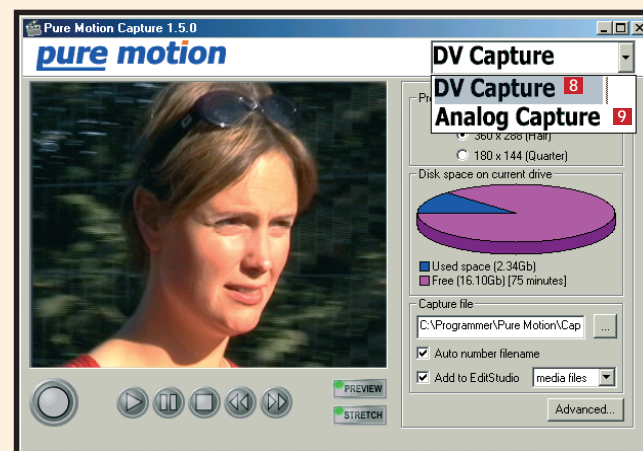 Pure Motion Capture 1.5.0
pure motion
DV Capture
DV Capture 8
Analog Capture 9
360 x 288 (Half)
180 x 144 (Quarter)
Disk space on current drive
Used space (2.34Gb)
Free (16.10Gb) [75 minutes]
Capture file
C:\Programmer\Pure Motion\Cap
...
Auto number filename
Add to EditStudio media files
PREVIEW
STRETCH
Advanced...